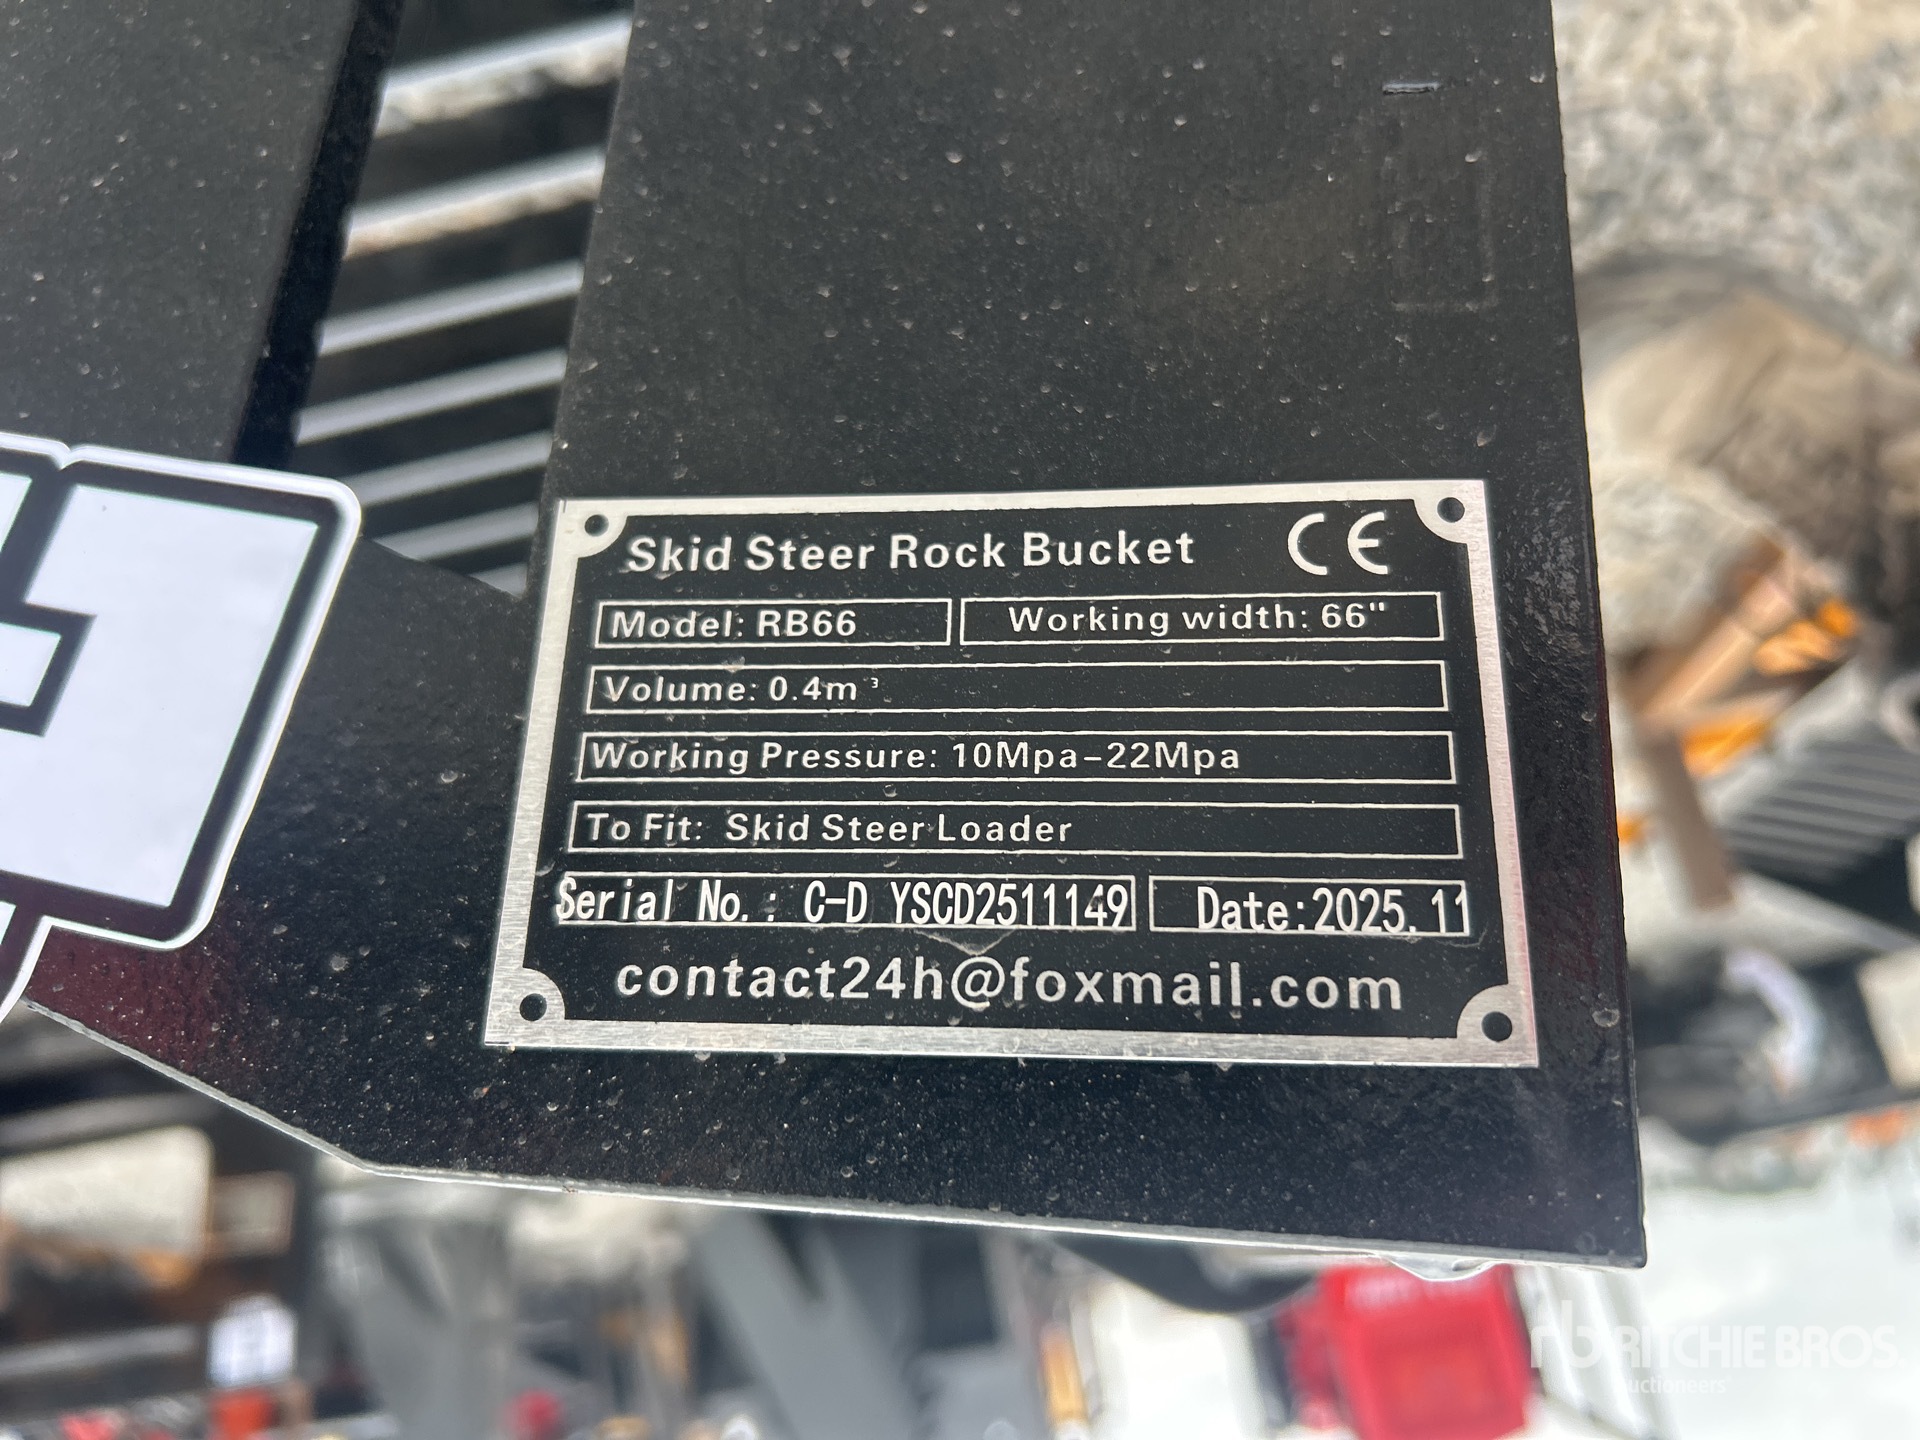 Skid Steer Rock Bucket CE
Model: RB66 Working width: 66"
Volume: 0.4m³
Working Pressure: 10Mpa-22Mpa
To Fit: Skid Steer Loader
Serial No.: C-D YSCD2511149 Date:2025.11
contact24h@foxmail.com
rb RITCHIE BROS.
Auctioneers